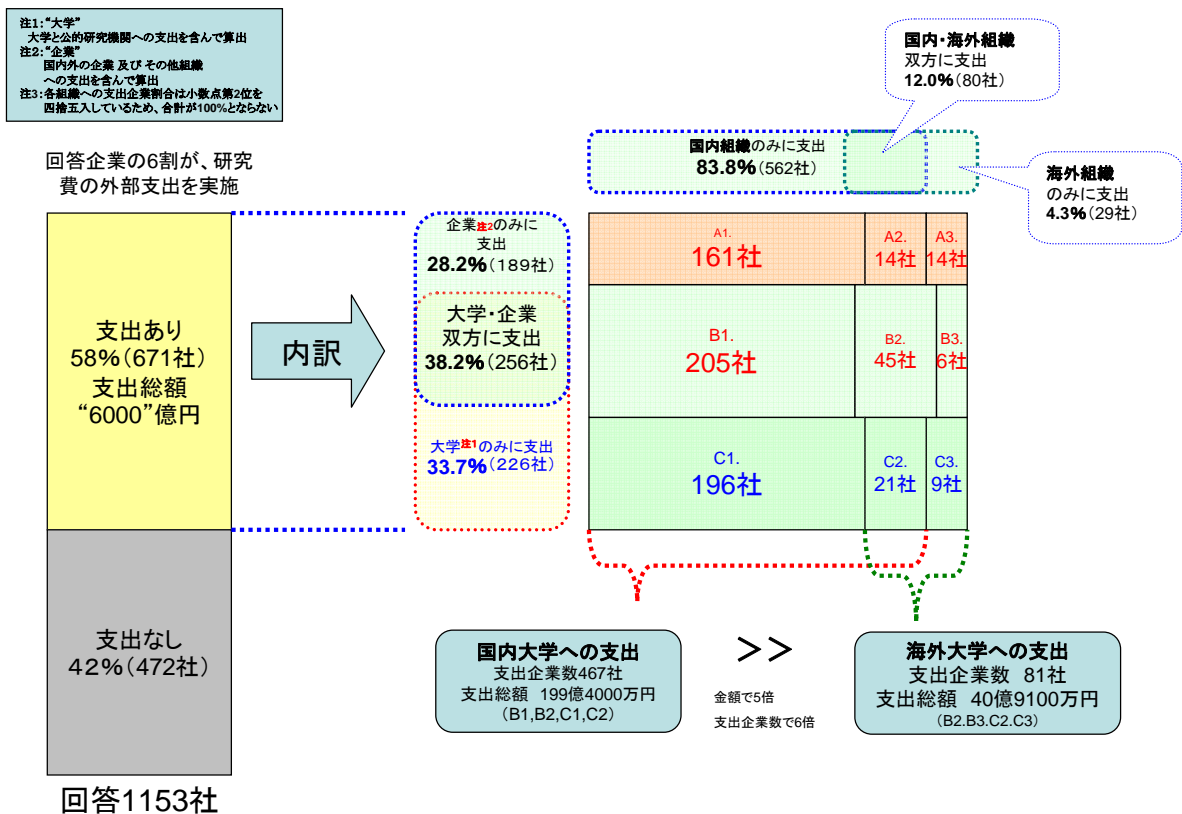 注1:“大学”
大学と公的研究機関への支出を含んで算出
注2:“企業”
国内外の企業 及び その他組織
への支出を含んで算出
注3:各組織への支出企業割合は小数点第2位を
四捨五入しているため、合計が100%とならない
国内・海外組織
双方に支出
12.0%(80社)
国内組織のみに支出
83.8%(562社)
海外組織
のみに支出
4.3%(29社)
回答企業の6割が、研究
費の外部支出を実施
支出あり
58%(671社)
支出総額
“6000”億円
内訳
企業注2のみに
支出
28.2%(189社)
大学・企業
双方に支出
38.2%(256社)
大学注1のみに支出
33.7%(226社)
A1.
161社
A2.
14社
A3.
14社
B1.
205社
B2.
45社
B3.
6社
C1.
196社
C2.
21社
C3.
9社
支出なし
42%(472社)
回答1153社
国内大学への支出
支出企業数467社
支出総額 199億4000万円
(B1,B2,C1,C2)
>>
金額で5倍
支出企業数で6倍
海外大学への支出
支出企業数 81社
支出総額 40億9100万円
(B2.B3.C2.C3)